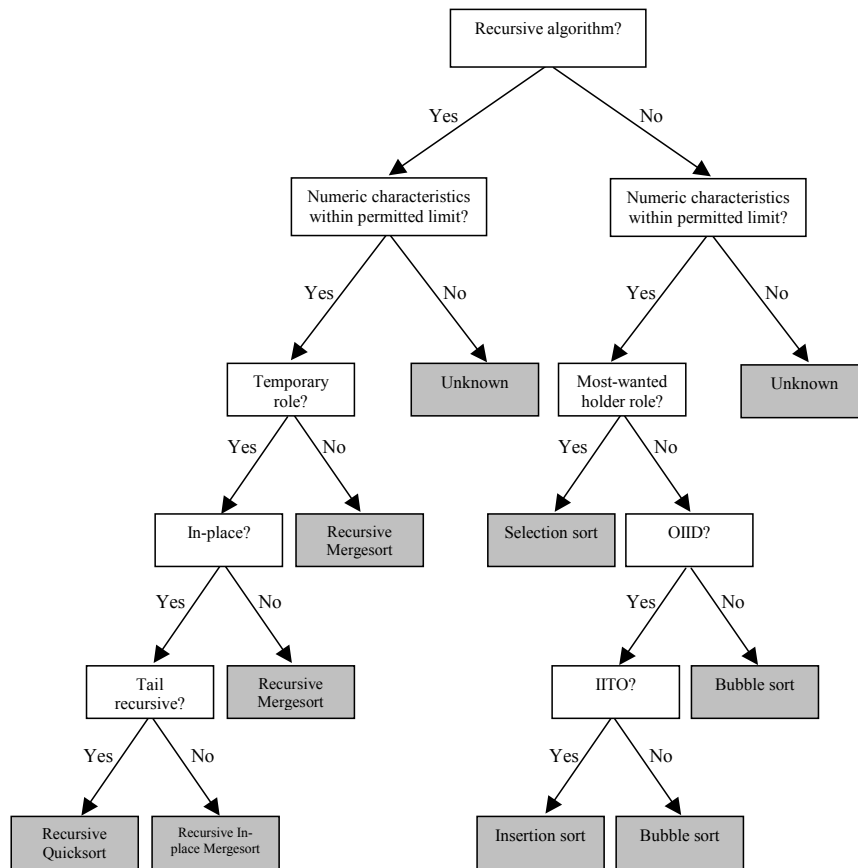 Recursive algorithm?
Yes
No
Numeric characteristics
within permitted limit?
Numeric characteristics
within permitted limit?
Yes
No
Yes
No
Temporary
role?
Unknown
Most-wanted
holder role?
Unknown
Yes
No
Yes
No
In-place?
Recursive
Mergesort
Selection sort
OIID?
Yes
No
Yes
No
Tail
recursive?
Recursive
Mergesort
IITO?
Bubble sort
Yes
No
Yes
No
Recursive
Quicksort
Recursive In-
place Mergesort
Insertion sort
Bubble sort